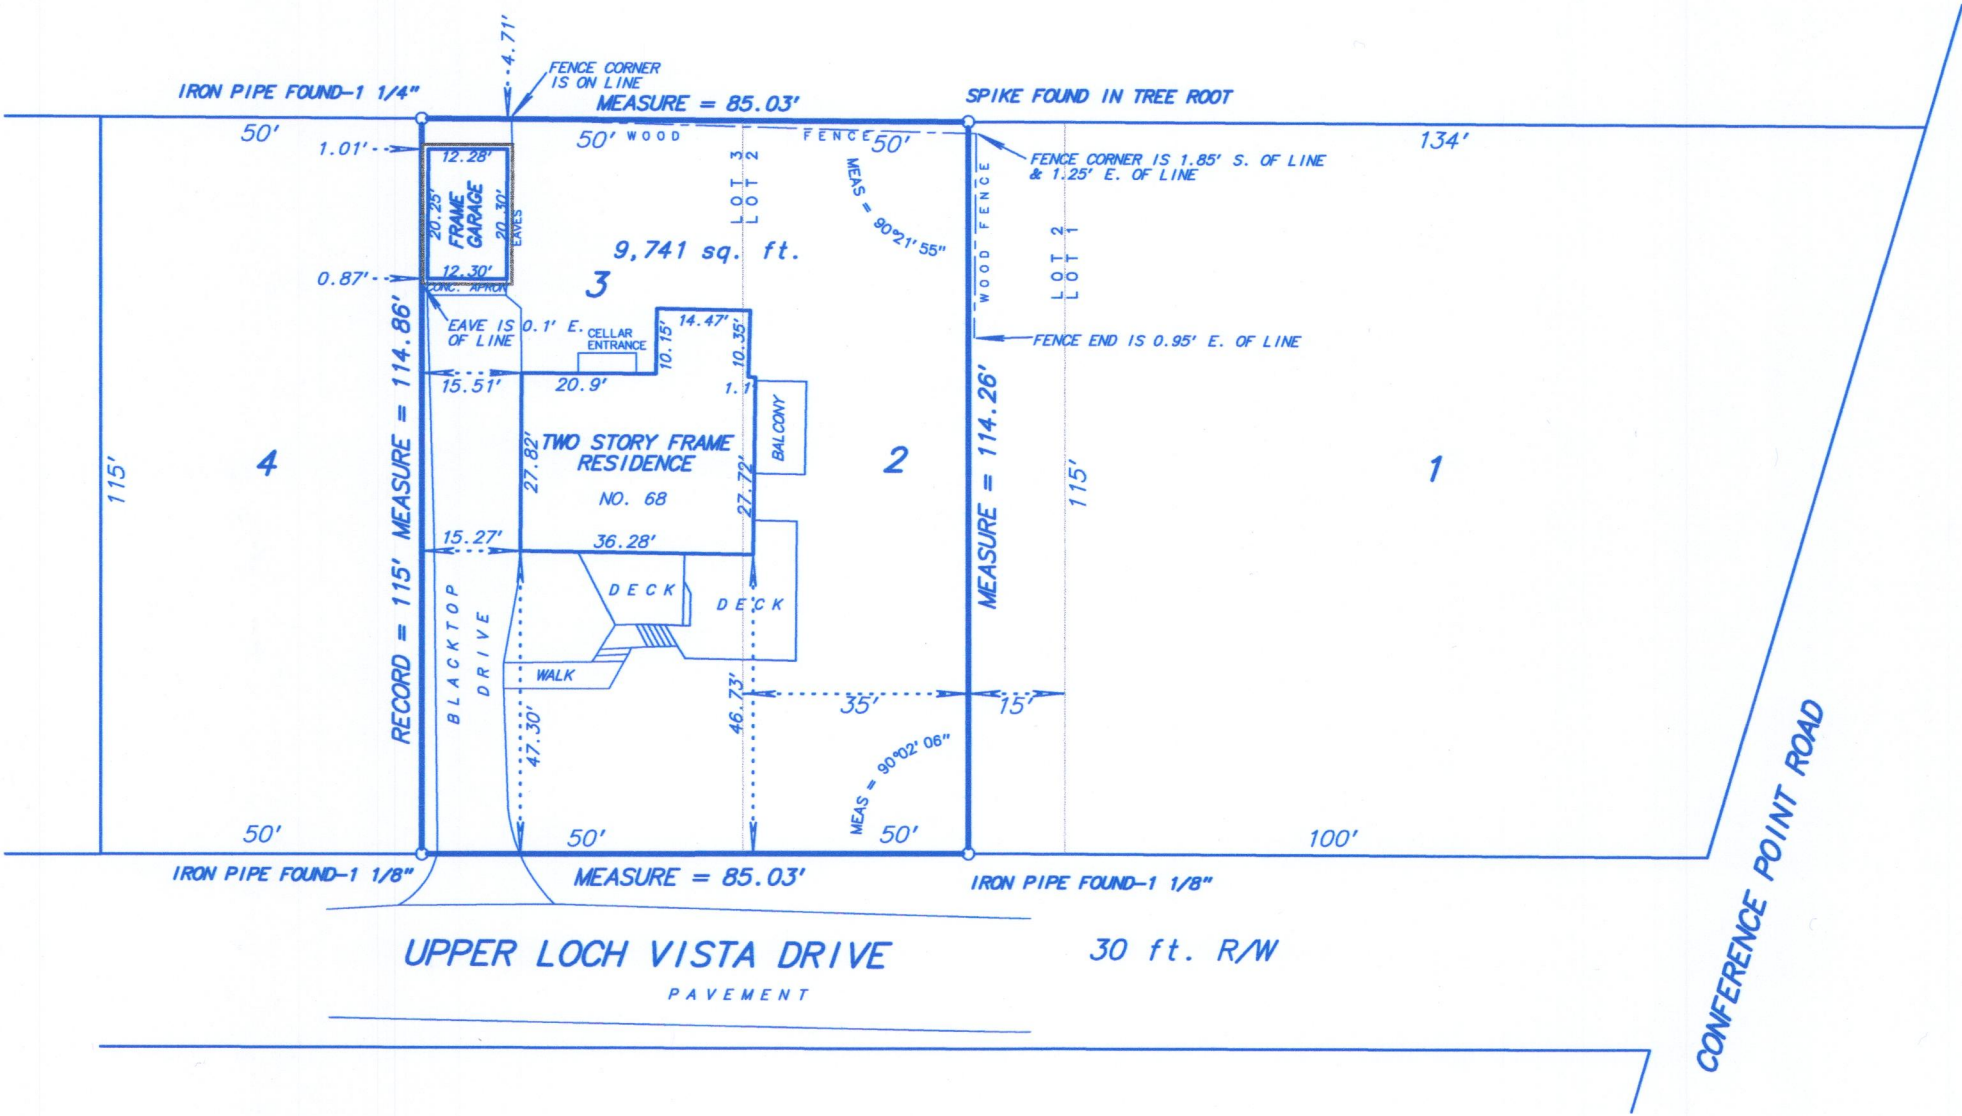 4.71'
FENCE CORNER
IS ON LINE
IRON PIPE FOUND-1 1/4"
MEASURE = 85.03'
SPIKE FOUND IN TREE ROOT
50'
50'
WOOD FENCE
50'
134'
1.01'
12.28'
20.25'
FRAME
GARAGE
20.30'
EAVES
12.30'
0.87'
CONC. APRON
LOT 3
LOT 2
MEAS = 90°21'55"
FENCE CORNER IS 1.85' S. OF LINE
& 1.25' E. OF LINE
WOOD FENCE
LOT 2
LOT 1
9,741 sq. ft.
3
EAVE IS 0.1' E.
OF LINE
CELLAR
ENTRANCE
14.47'
10.15'
10.35'
FENCE END IS 0.95' E. OF LINE
15.51'
20.9'
1.1'
BALCONY
RECORD = 115' MEASURE = 114.86'
MEASURE = 114.26'
115'
4
27.82'
TWO STORY FRAME
RESIDENCE
NO. 68
27.72'
2
115'
1
15.27'
36.28'
DECK
DECK
BLACKTOP
DRIVE
WALK
47.30'
46.73'
35'
15'
MEAS = 90°02'06"
50'
50'
50'
100'
IRON PIPE FOUND-1 1/8"
MEASURE = 85.03'
IRON PIPE FOUND-1 1/8"
UPPER LOCH VISTA DRIVE
30 ft. R/W
PAVEMENT
CONFERENCE POINT ROAD